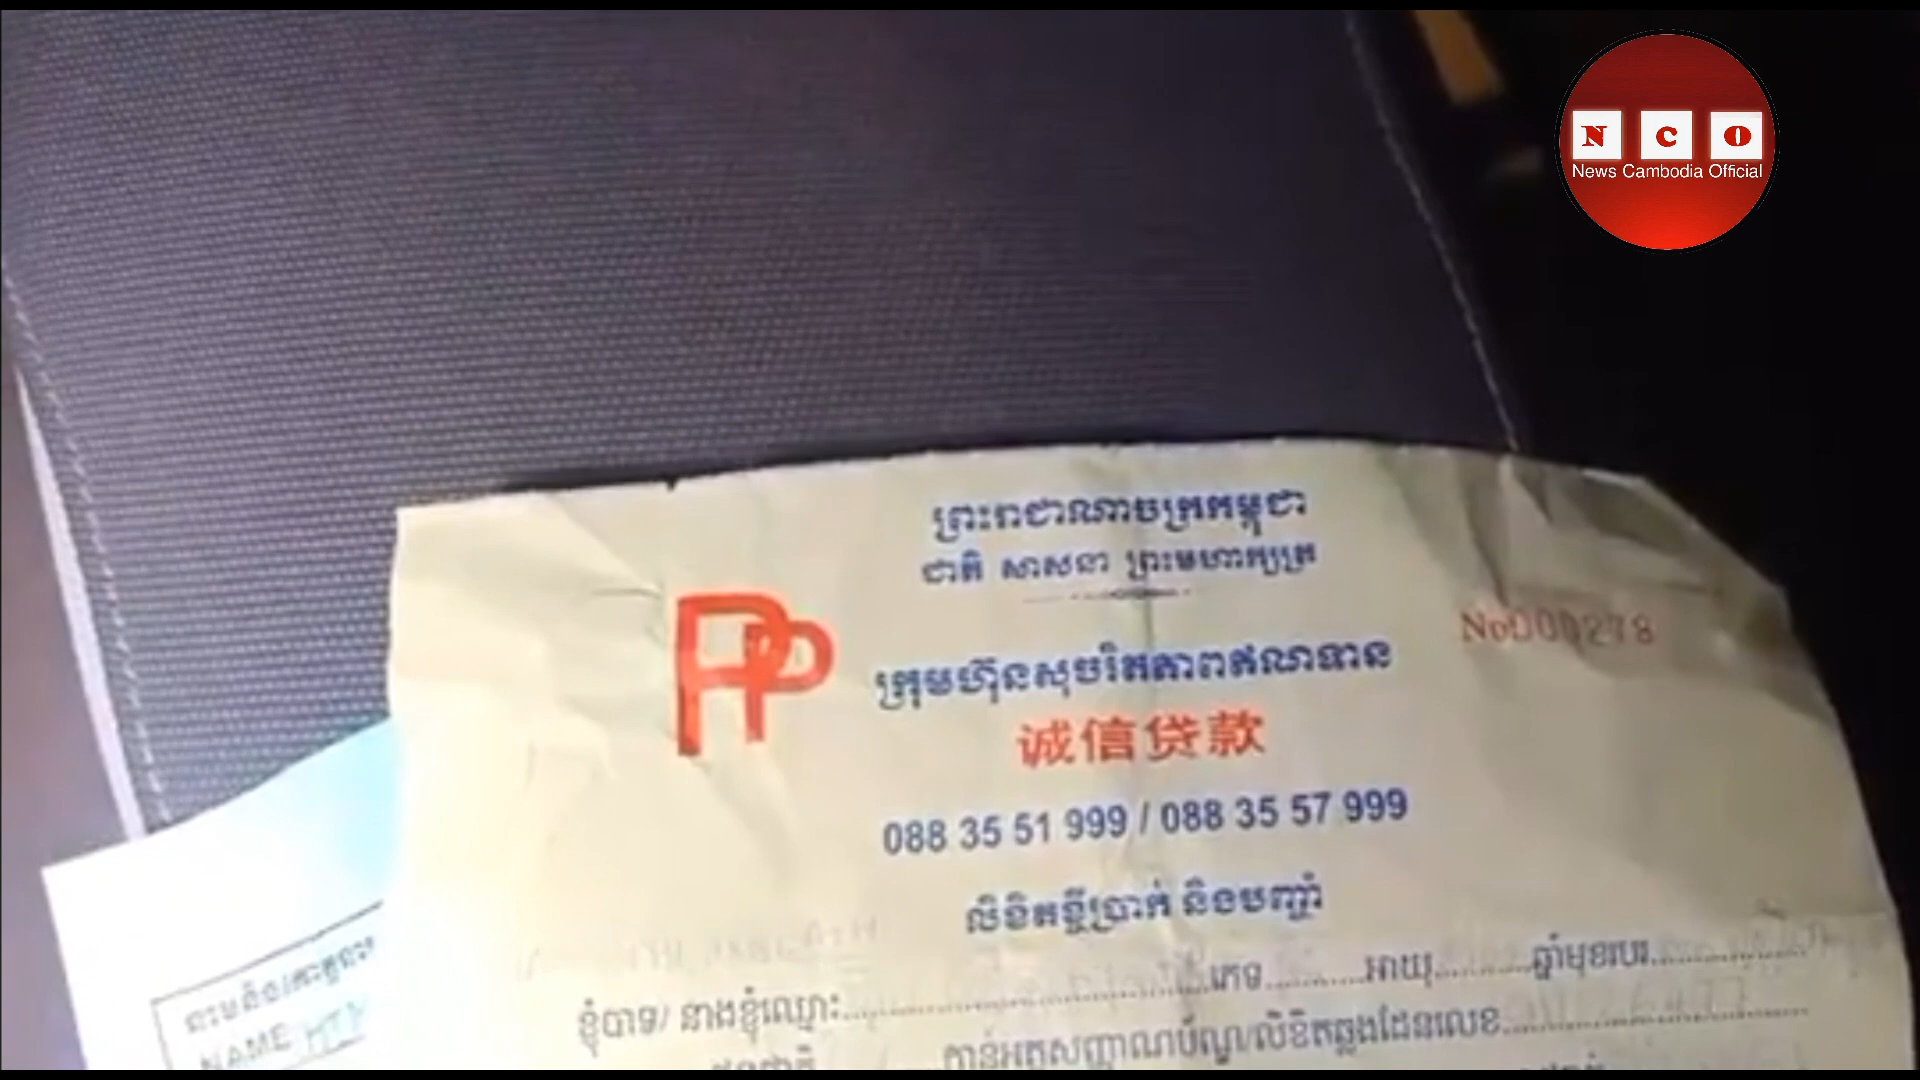 N C O
News Cambodia Official
ព្រះរាជាណាចក្រកម្ពុជា
ជាតិ សាសនា ព្រះមហាក្សត្រ
PP
No000278
ក្រុមហ៊ុនសុចរិតភាពឥណទាន
诚信贷款
088 35 51 999 / 088 35 57 999
លិខិតខ្ចីប្រាក់ និងបញ្ចាំ
ខ្ញុំបាទ/ នាងខ្ញុំឈ្មោះ..............ភេទ..........អាយុ..........ឆ្នាំមុខរបរ..............
កាន់អត្តសញ្ញាណប័ណ្ណ/លិខិតឆ្លងដែនលេខ..............
NAME